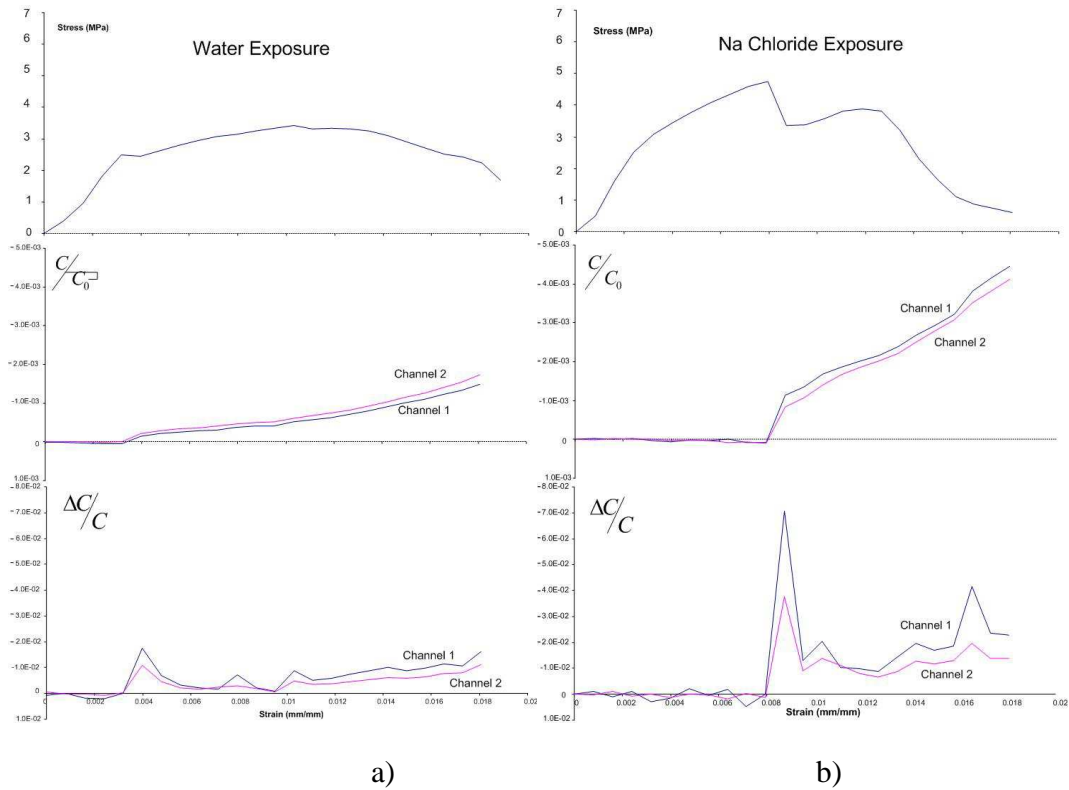 7
6
5
4
3
2
1
0
Stress (MPa)
Water Exposure
-5.0E-03
-4.0E-03
-3.0E-03
-2.0E-03
-1.0E-03
0
1.0E-03
C/C0
Channel 2
Channel 1
-8.0E-02
-7.0E-02
-6.0E-02
-5.0E-02
-4.0E-02
-3.0E-02
-2.0E-02
-1.0E-02
0
1.0E-02
ΔC/C
Channel 1
Channel 2
0 0.002 0.004 0.006 0.008 0.01 0.012 0.014 0.016 0.018 0.02
Strain (mm/mm)
a)
7
6
5
4
3
2
1
0
Stress (MPa)
Na Chloride Exposure
-5.0E-03
-4.0E-03
-3.0E-03
-2.0E-03
-1.0E-03
0
1.0E-03
C/C0
Channel 1
Channel 2
-8.0E-02
-7.0E-02
-6.0E-02
-5.0E-02
-4.0E-02
-3.0E-02
-2.0E-02
-1.0E-02
0
1.0E-02
ΔC/C
Channel 1
Channel 2
0 0.002 0.004 0.006 0.008 0.01 0.012 0.014 0.016 0.018 0.02
Strain (mm/mm)
b)